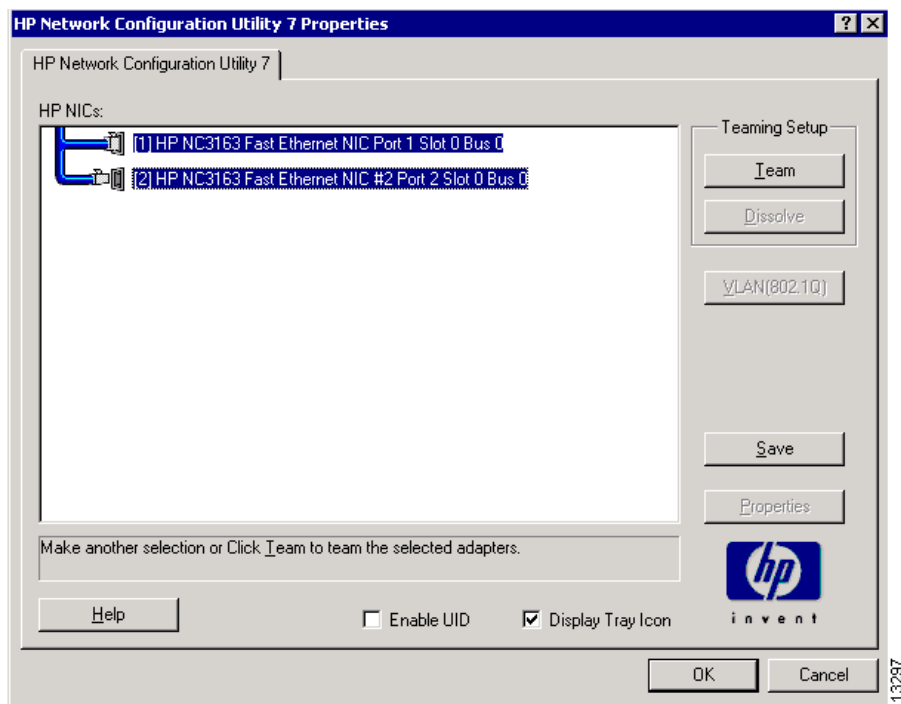 HP Network Configuration Utility 7 Properties
HP Network Configuration Utility 7
HP NICs:
[1] HP NC3163 Fast Ethernet NIC Port 1 Slot 0 Bus 0
[2] HP NC3163 Fast Ethernet NIC #2 Port 2 Slot 0 Bus 0
Teaming Setup
Team
Dissolve
VLAN(802.1Q)
Save
Properties
Make another selection or Click Team to team the selected adapters.
hp
invent
Help
Enable UID
Display Tray Icon
OK
Cancel
13297